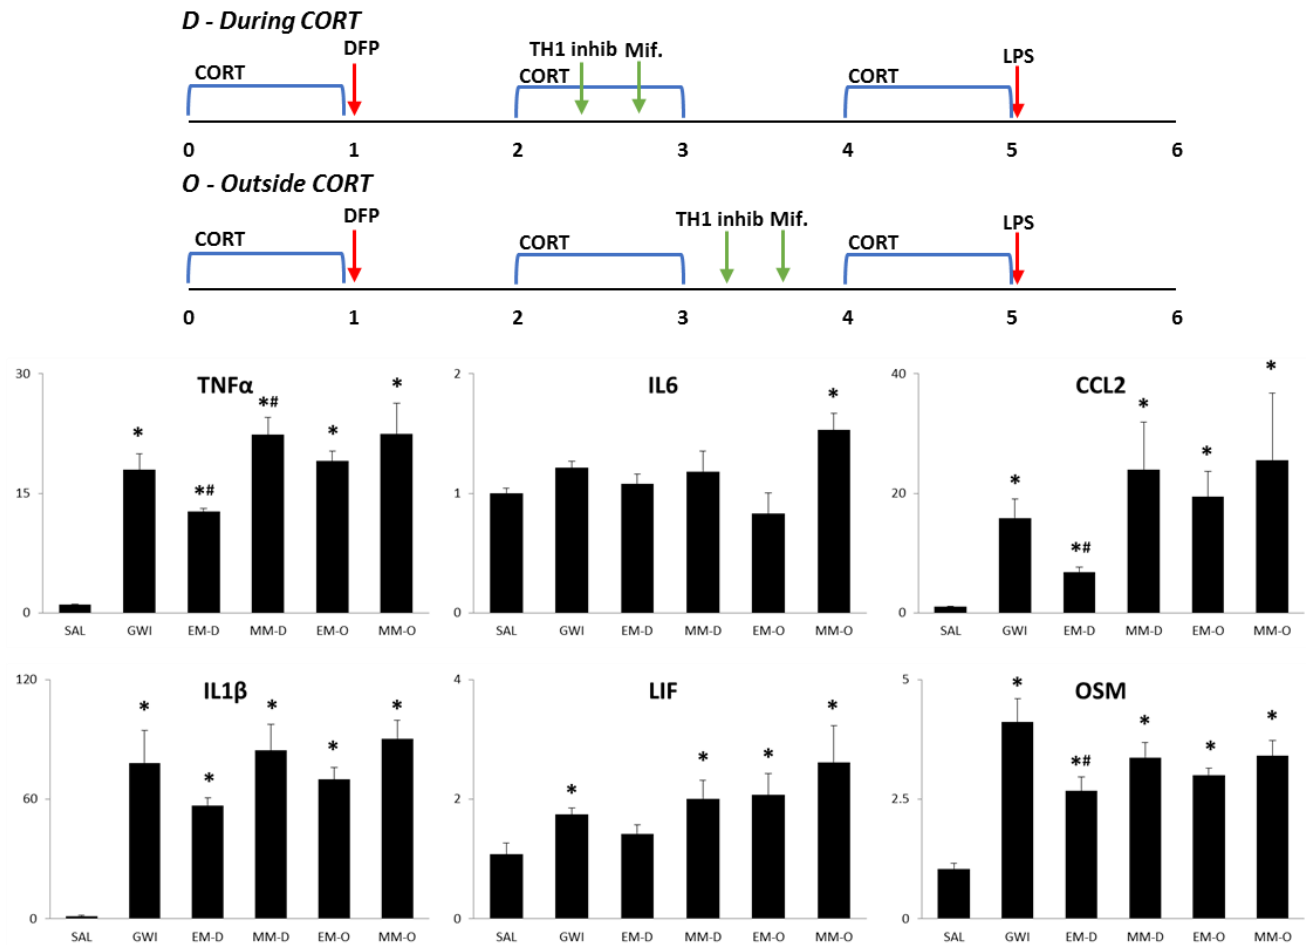 D - During CORT
DFP
TH1 inhib Mif.
LPS
CORT
CORT
CORT
0 1 2 3 4 5 6
O - Outside CORT
DFP
TH1 inhib Mif.
LPS
CORT
CORT
CORT
0 1 2 3 4 5 6
TNFα
30
15
0
* *# *# * *
SAL GWI EM-D MM-D EM-O MM-O
IL6
2
1
0
*
SAL GWI EM-D MM-D EM-O MM-O
CCL2
40
20
0
* *# * * *
SAL GWI EM-D MM-D EM-O MM-O
IL1β
120
60
0
* * * * *
SAL GWI EM-D MM-D EM-O MM-O
LIF
4
2
0
* * * *
SAL GWI EM-D MM-D EM-O MM-O
OSM
5
2.5
0
* *# * * *
SAL GWI EM-D MM-D EM-O MM-O